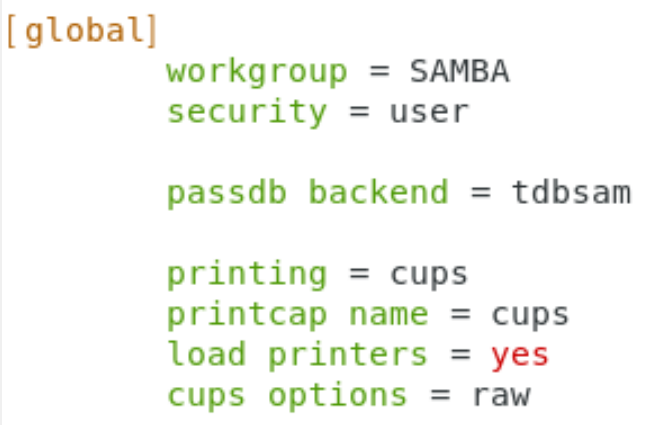 [global]
workgroup = SAMBA
security = user
passdb backend = tdbsam
printing = cups
printcap name = cups
load printers = yes
cups options = raw